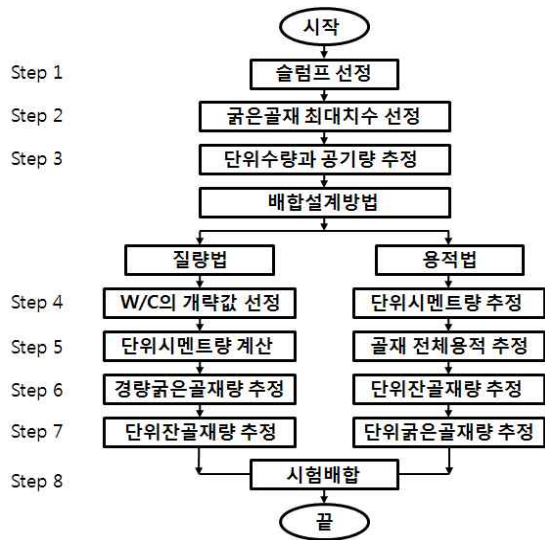 시작
Step 1
슬럼프 선정
Step 2
굵은골재 최대치수 선정
Step 3
단위수량과 공기량 추정
배합설계방법
질량법
용적법
Step 4
W/C의 개략값 선정
단위시멘트량 추정
Step 5
단위시멘트량 계산
골재 전체용적 추정
Step 6
경량굵은골재량 추정
단위잔골재량 추정
Step 7
단위잔골재량 추정
단위굵은골재량 추정
Step 8
시험배합
끝